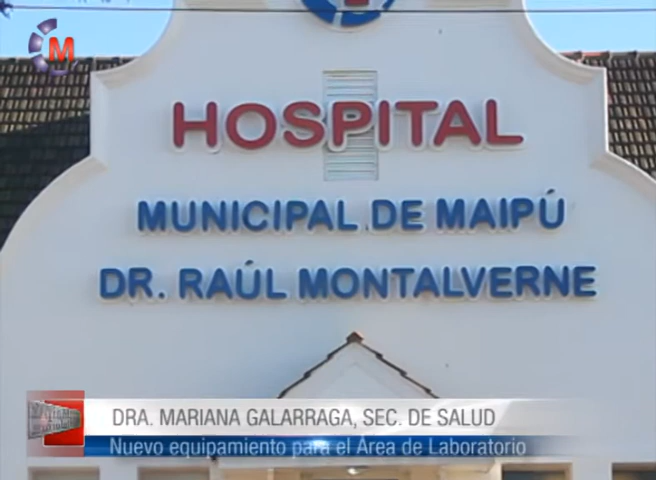 M
HOSPITAL
MUNICIPAL DE MAIPÚ
DR. RAÚL MONTALVERNE
DRA. MARIANA GALARRAGA, SEC. DE SALUD
Nuevo equipamiento para el Área de Laboratorio